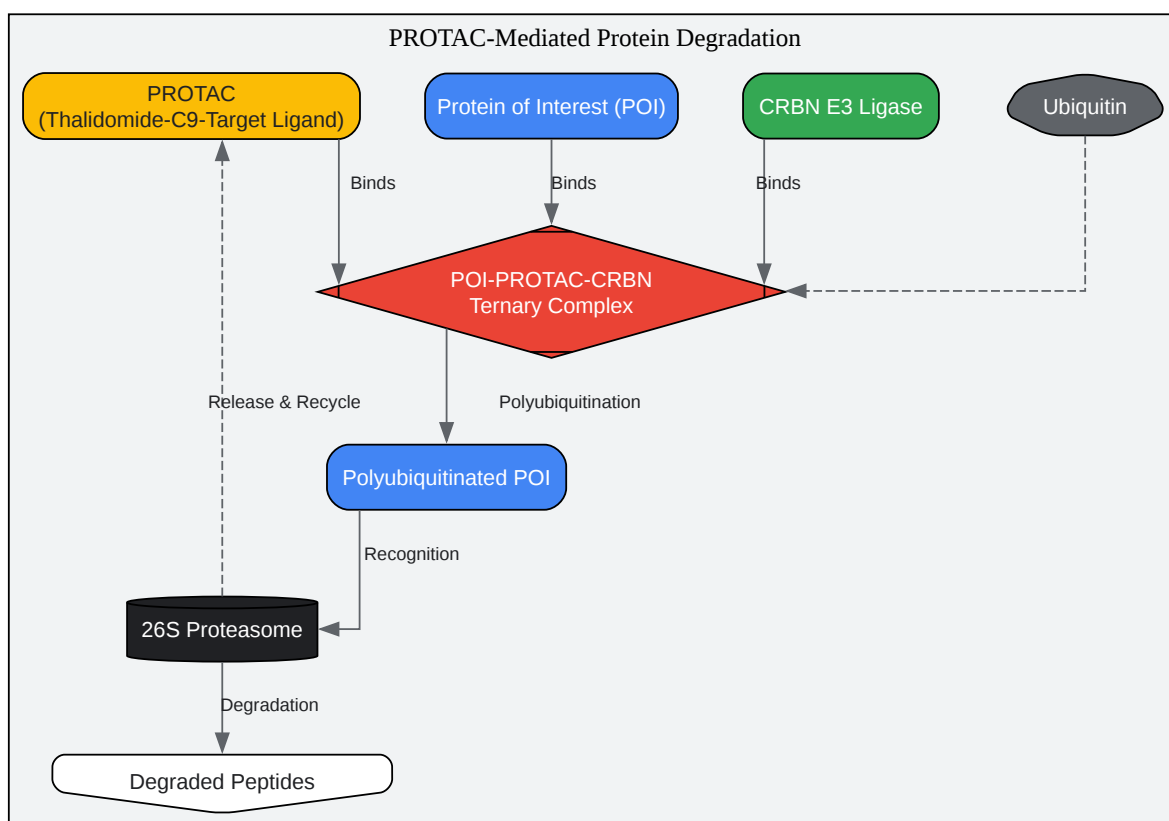 PROTAC-Mediated Protein Degradation
PROTAC
(Thalidomide-C9-Target Ligand)
Protein of Interest (POI)
CRBN E3 Ligase
Ubiquitin
Binds
Binds
Binds
POI-PROTAC-CRBN
Ternary Complex
Release & Recycle
Polyubiquitination
Polyubiquitinated POI
Recognition
26S Proteasome
Degradation
Degraded Peptides